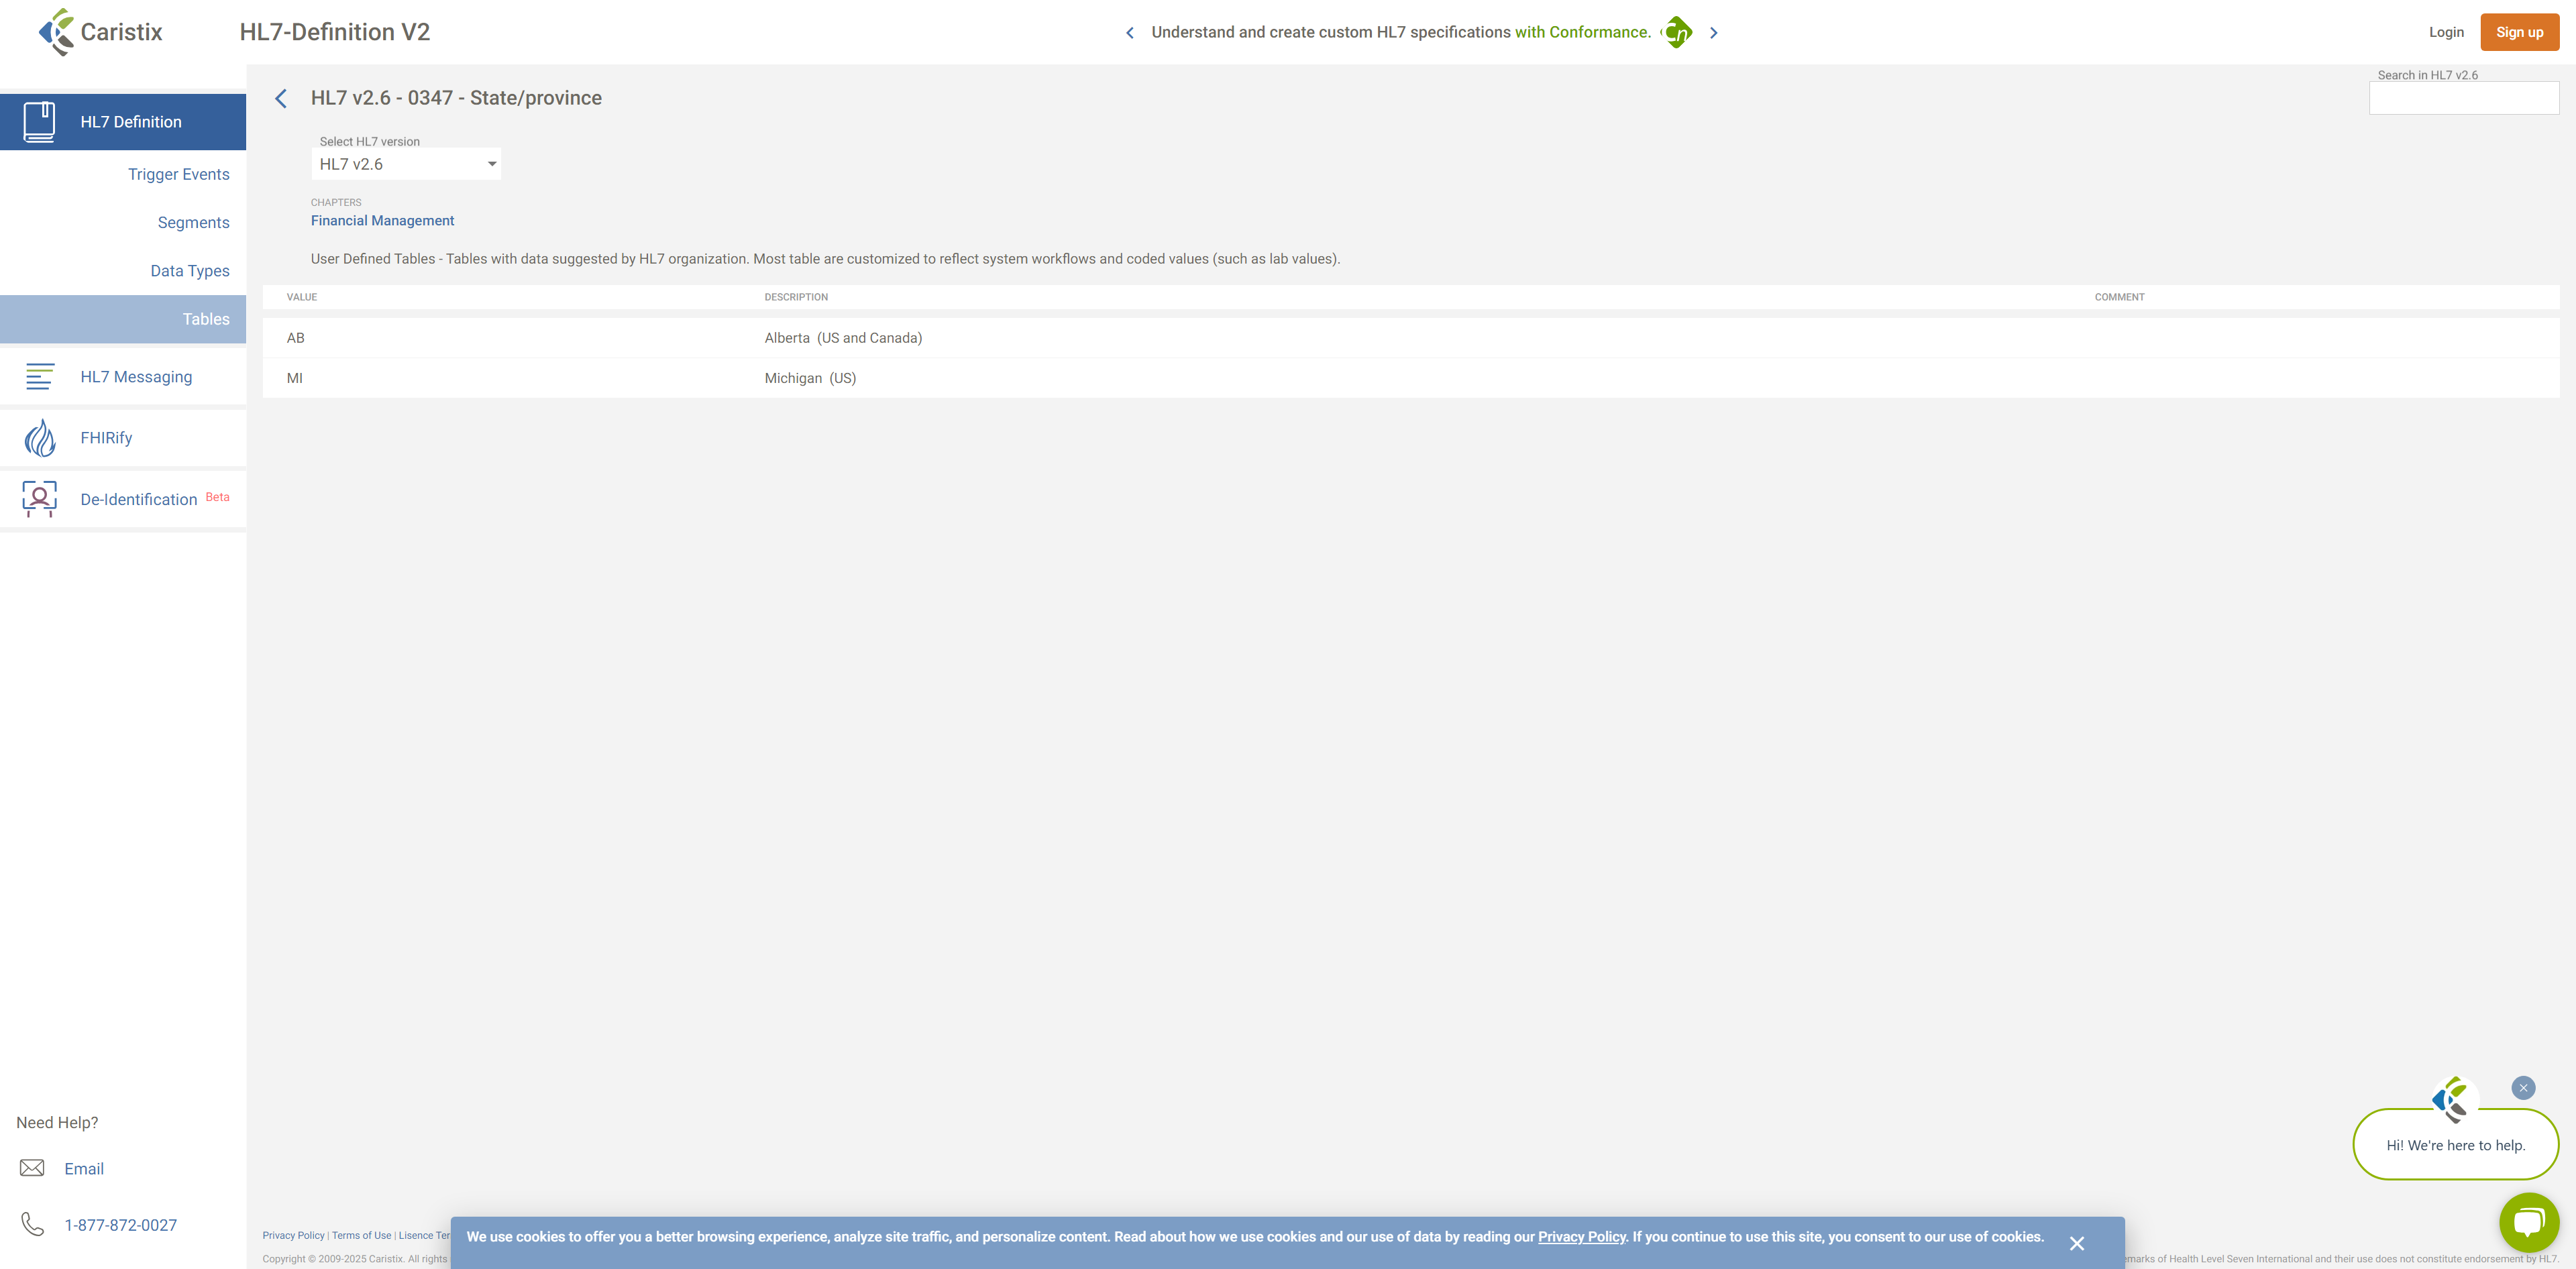 Caristix
HL7-Definition V2
Understand and create custom HL7 specifications with Conformance. Cn
Login
Sign up
HL7 Definition
Trigger Events
Segments
Data Types
Tables
HL7 Messaging
FHIRify
De-Identification Beta
Need Help?
Email
1-877-872-0027
HL7 v2.6 - 0347 - State/province
Search in HL7 v2.6
Select HL7 version
HL7 v2.6
CHAPTERS
Financial Management
User Defined Tables - Tables with data suggested by HL7 organization. Most table are customized to reflect system workflows and coded values (such as lab values).
VALUE DESCRIPTION COMMENT
AB Alberta (US and Canada)
MI Michigan (US)
Hi! We're here to help.
Privacy Policy | Terms of Use | Lisence Ter
We use cookies to offer you a better browsing experience, analyze site traffic, and personalize content. Read about how we use cookies and our use of data by reading our Privacy Policy. If you continue to use this site, you consent to our use of cookies.
Copyright © 2009-2025 Caristix. All rights
emarks of Health Level Seven International and their use does not constitute endorsement by HL7.